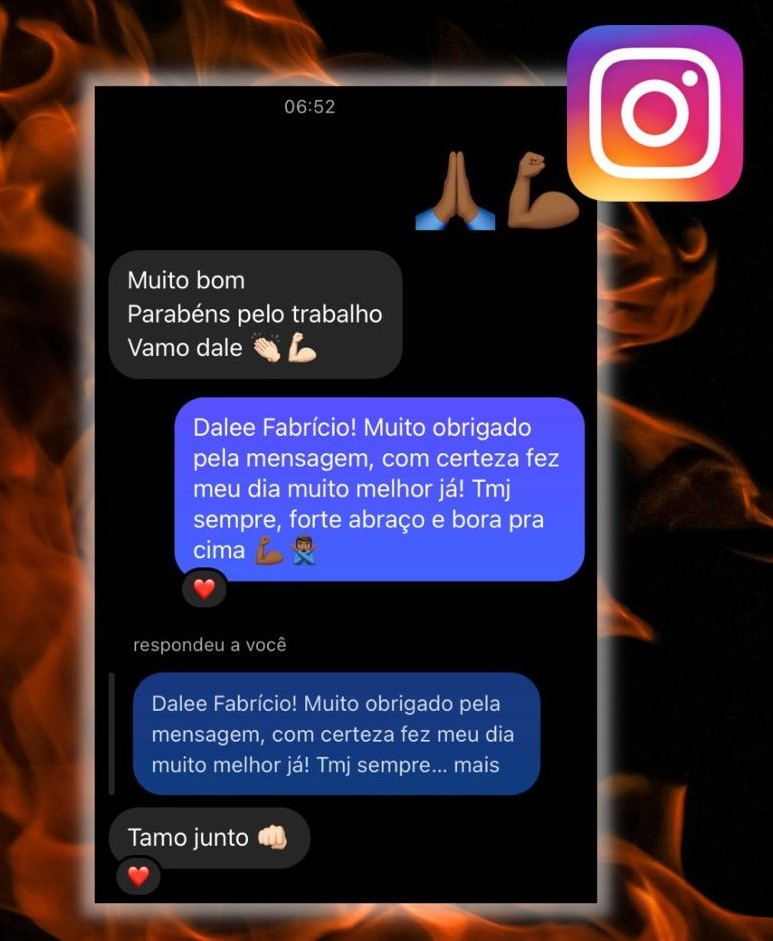 06:52
🙏🏾💪🏾
Muito bom
Parabéns pelo trabalho
Vamo dale 👏🏻💪🏻
Dalee Fabrício! Muito obrigado
pela mensagem, com certeza fez
meu dia muito melhor já! Tmj
sempre, forte abraço e bora pra
cima 💪🏾🙅🏾‍♂️
❤️
respondeu a você
Dalee Fabrício! Muito obrigado pela
mensagem, com certeza fez meu dia
muito melhor já! Tmj sempre... mais
Tamo junto 👊🏻
❤️